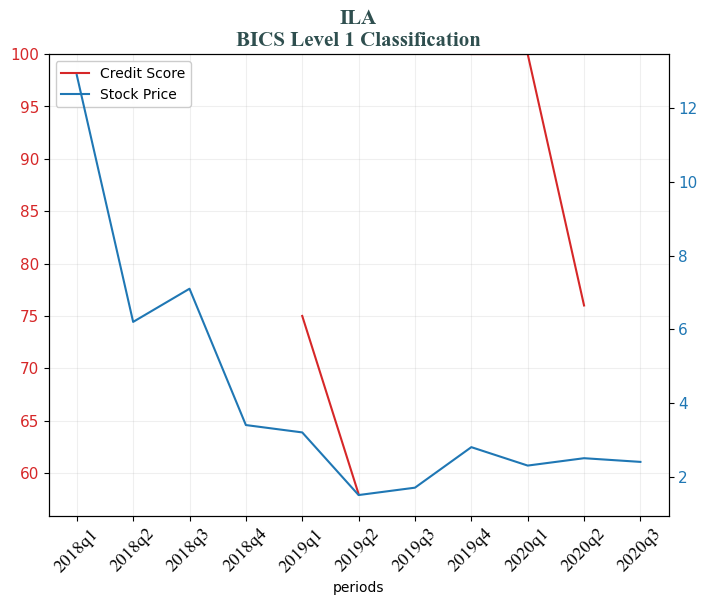 ILA
BICS Level 1 Classification
Credit Score
Stock Price
100
95
90
85
80
75
70
65
60
12
10
8
6
4
2
2018q1
2018q2
2018q3
2018q4
2019q1
2019q2
2019q3
2019q4
2020q1
2020q2
2020q3
periods